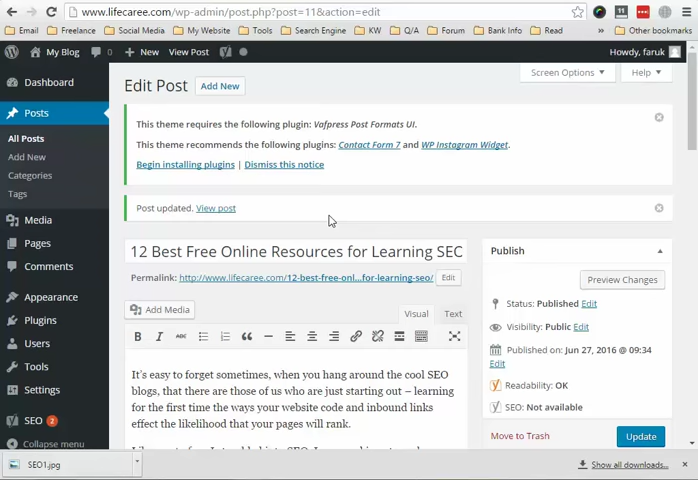 www.lifecaree.com/wp-admin/post.php?post=11&action=edit
Email Freelance Social Media My Website Tools Search Engine KW Q/A Forum Bank Info Read » Other bookmarks
My Blog 0 + New View Post Howdy, faruk
Screen Options Help
Dashboard
Posts
All Posts
Add New
Categories
Tags
Media
Pages
Comments
Appearance
Plugins
Users
Tools
Settings
SEO 2
Collapse menu
Edit Post Add New
This theme requires the following plugin: Vafpress Post Formats UI.
This theme recommends the following plugins: Contact Form 7 and WP Instagram Widget.
Begin installing plugins | Dismiss this notice
Post updated. View post
12 Best Free Online Resources for Learning SEO
Permalink: http://www.lifecaree.com/12-best-free-onl...for-learning-seo/ Edit
Add Media
Visual Text
B I ABC
It's easy to forget sometimes, when you hang around the cool SEO
blogs, that there are those of us who are just starting out – learning
for the first time the ways your website code and inbound links
effect the likelihood that your pages will rank.
Publish
Preview Changes
Status: Published Edit
Visibility: Public Edit
Published on: Jun 27, 2016 @ 09:34
Edit
Readability: OK
SEO: Not available
Move to Trash Update
SEO1.jpg
Show all downloads...